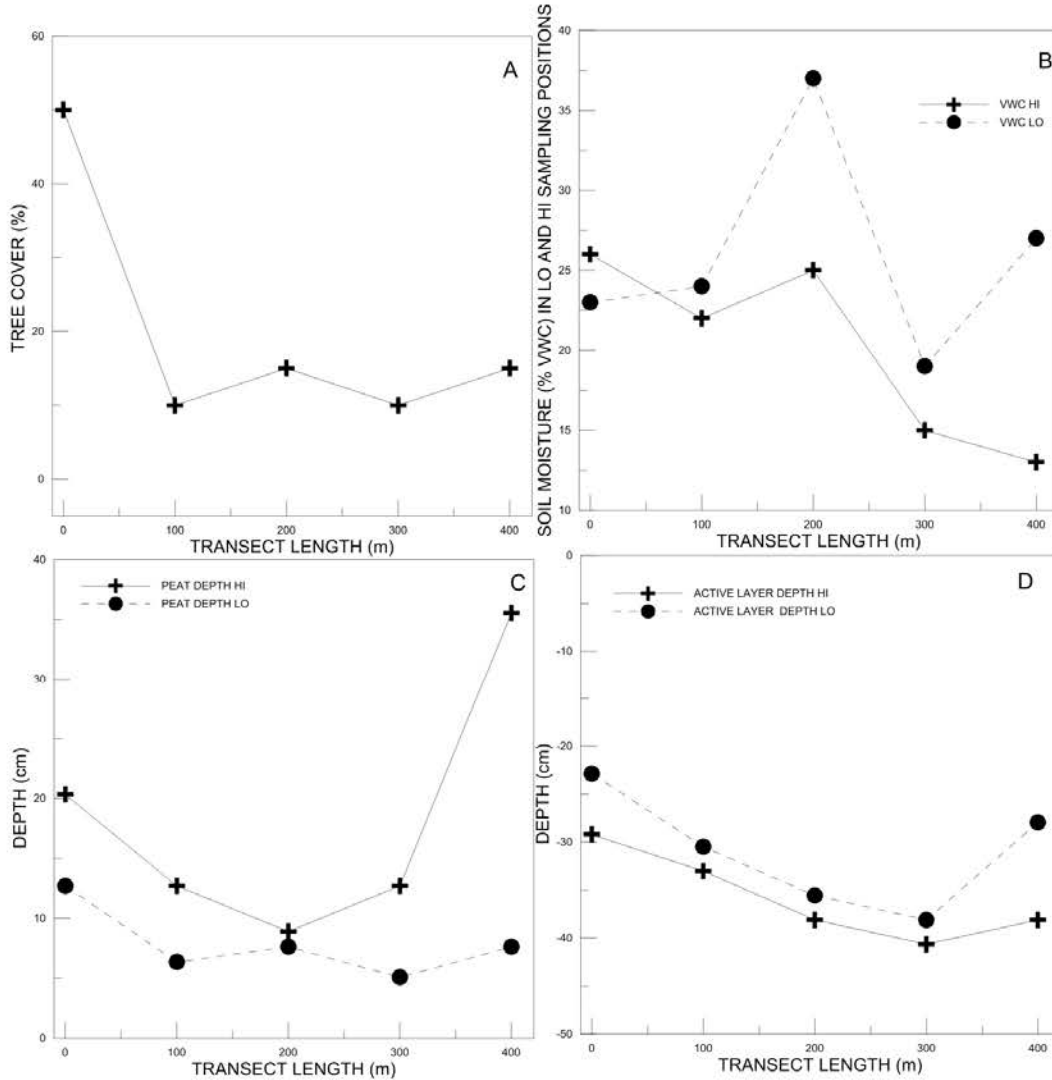 A
TREE COVER (%)
60
40
20
0
0 100 200 300 400
TRANSECT LENGTH (m)
B
SOIL MOISTURE (% VWC) IN LO AND HI SAMPLING POSITIONS
VWC HI
VWC LO
40
35
30
25
20
15
10
0 100 200 300 400
TRANSECT LENGTH (m)
C
DEPTH (cm)
PEAT DEPTH HI
PEAT DEPTH LO
40
30
20
10
0
0 100 200 300 400
TRANSECT LENGTH (m)
D
DEPTH (cm)
ACTIVE LAYER DEPTH HI
ACTIVE LAYER DEPTH LO
0
-10
-20
-30
-40
-50
0 100 200 300 400
TRANSECT LENGTH (m)